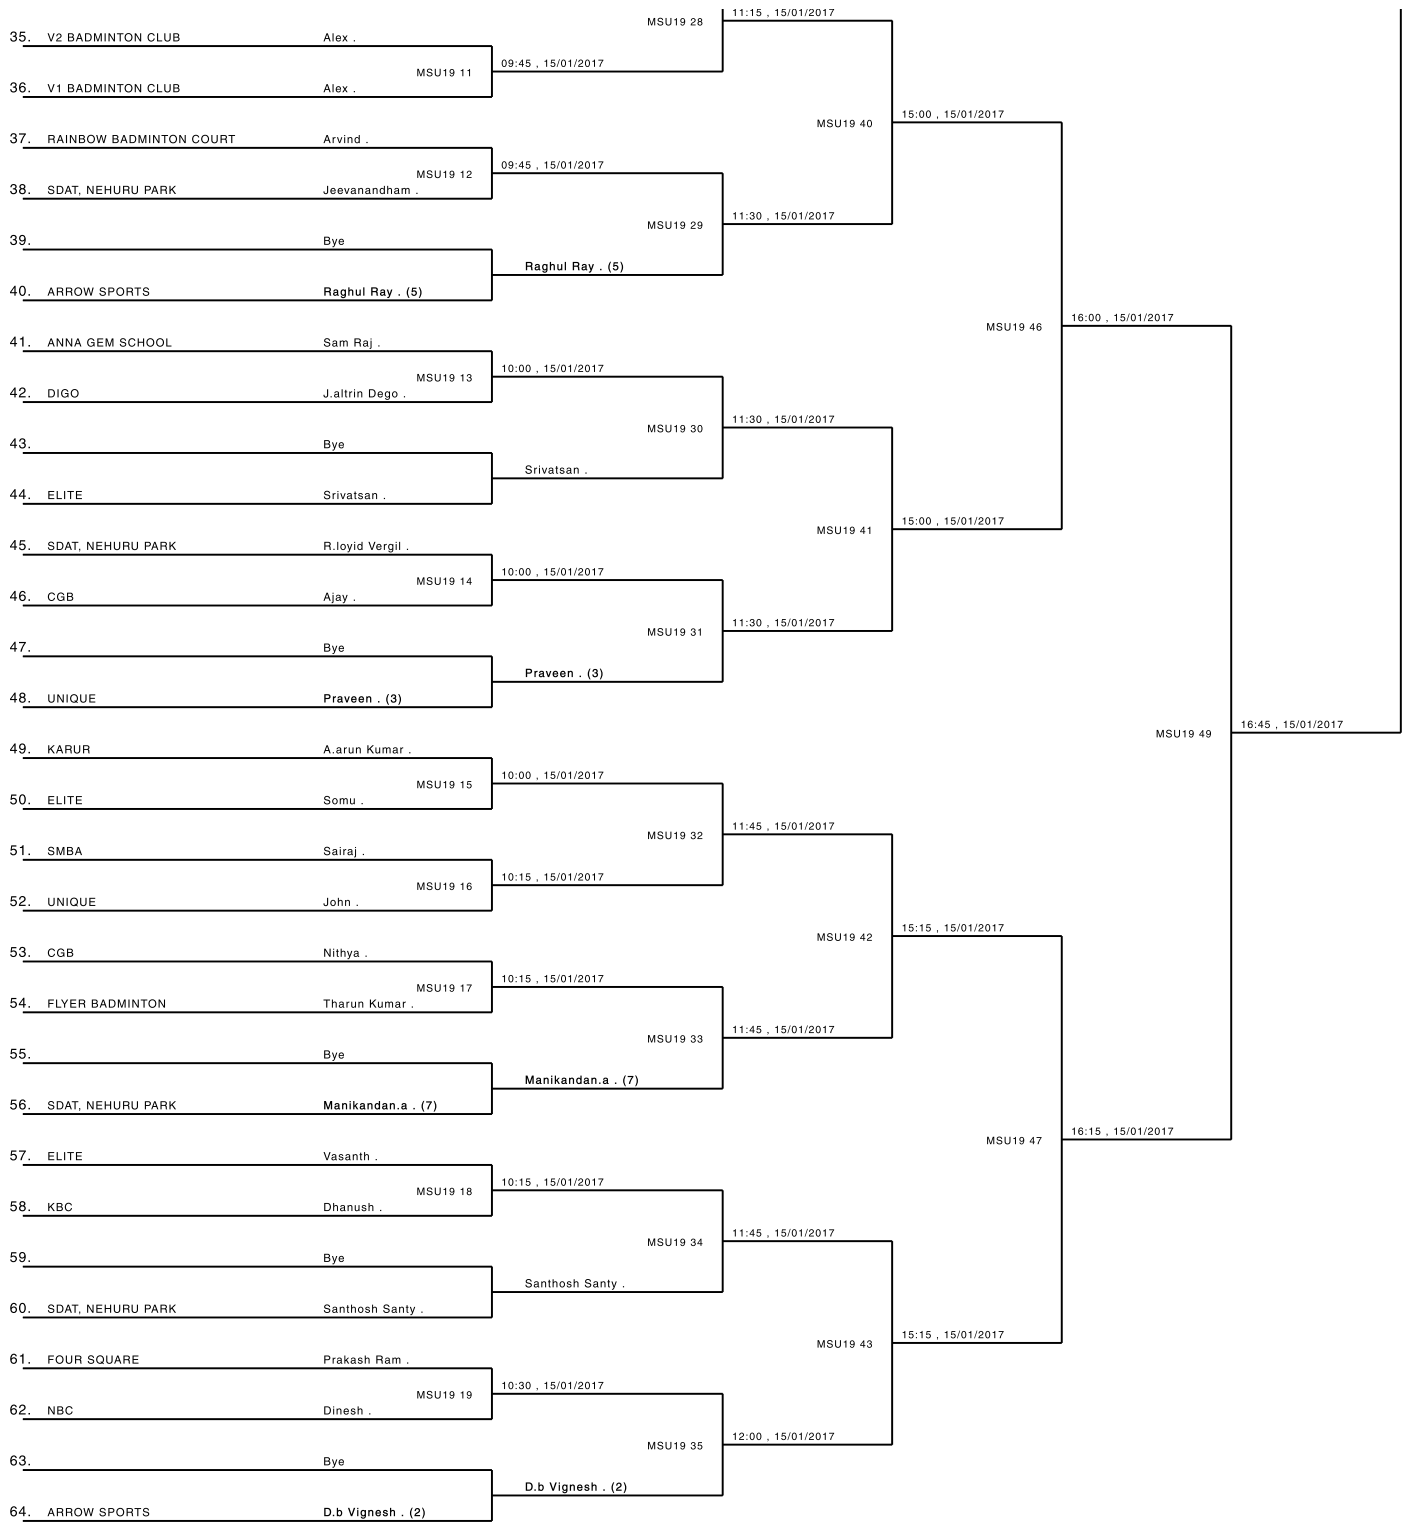 MSU19 28 11:15 , 15/01/2017
35. V2 BADMINTON CLUB Alex .
MSU19 11 09:45 , 15/01/2017
36. V1 BADMINTON CLUB Alex .
MSU19 40 15:00 , 15/01/2017
37. RAINBOW BADMINTON COURT Arvind .
MSU19 12 09:45 , 15/01/2017
38. SDAT, NEHURU PARK Jeevanandham .
MSU19 29 11:30 , 15/01/2017
39. Bye
Raghul Ray . (5)
40. ARROW SPORTS Raghul Ray . (5)
MSU19 46 16:00 , 15/01/2017
41. ANNA GEM SCHOOL Sam Raj .
MSU19 13 10:00 , 15/01/2017
42. DIGO J.altrin Dego .
MSU19 30 11:30 , 15/01/2017
43. Bye
Srivatsan .
44. ELITE Srivatsan .
MSU19 41 15:00 , 15/01/2017
45. SDAT, NEHURU PARK R.loyid Vergil .
MSU19 14 10:00 , 15/01/2017
46. CGB Ajay .
MSU19 31 11:30 , 15/01/2017
47. Bye
Praveen . (3)
48. UNIQUE Praveen . (3)
MSU19 49 16:45 , 15/01/2017
49. KARUR A.arun Kumar .
MSU19 15 10:00 , 15/01/2017
50. ELITE Somu .
MSU19 32 11:45 , 15/01/2017
51. SMBA Sairaj .
MSU19 16 10:15 , 15/01/2017
52. UNIQUE John .
MSU19 42 15:15 , 15/01/2017
53. CGB Nithya .
MSU19 17 10:15 , 15/01/2017
54. FLYER BADMINTON Tharun Kumar .
MSU19 33 11:45 , 15/01/2017
55. Bye
Manikandan.a . (7)
56. SDAT, NEHURU PARK Manikandan.a . (7)
MSU19 47 16:15 , 15/01/2017
57. ELITE Vasanth .
MSU19 18 10:15 , 15/01/2017
58. KBC Dhanush .
MSU19 34 11:45 , 15/01/2017
59. Bye
Santhosh Santy .
60. SDAT, NEHURU PARK Santhosh Santy .
MSU19 43 15:15 , 15/01/2017
61. FOUR SQUARE Prakash Ram .
MSU19 19 10:30 , 15/01/2017
62. NBC Dinesh .
MSU19 35 12:00 , 15/01/2017
63. Bye
D.b Vignesh . (2)
64. ARROW SPORTS D.b Vignesh . (2)